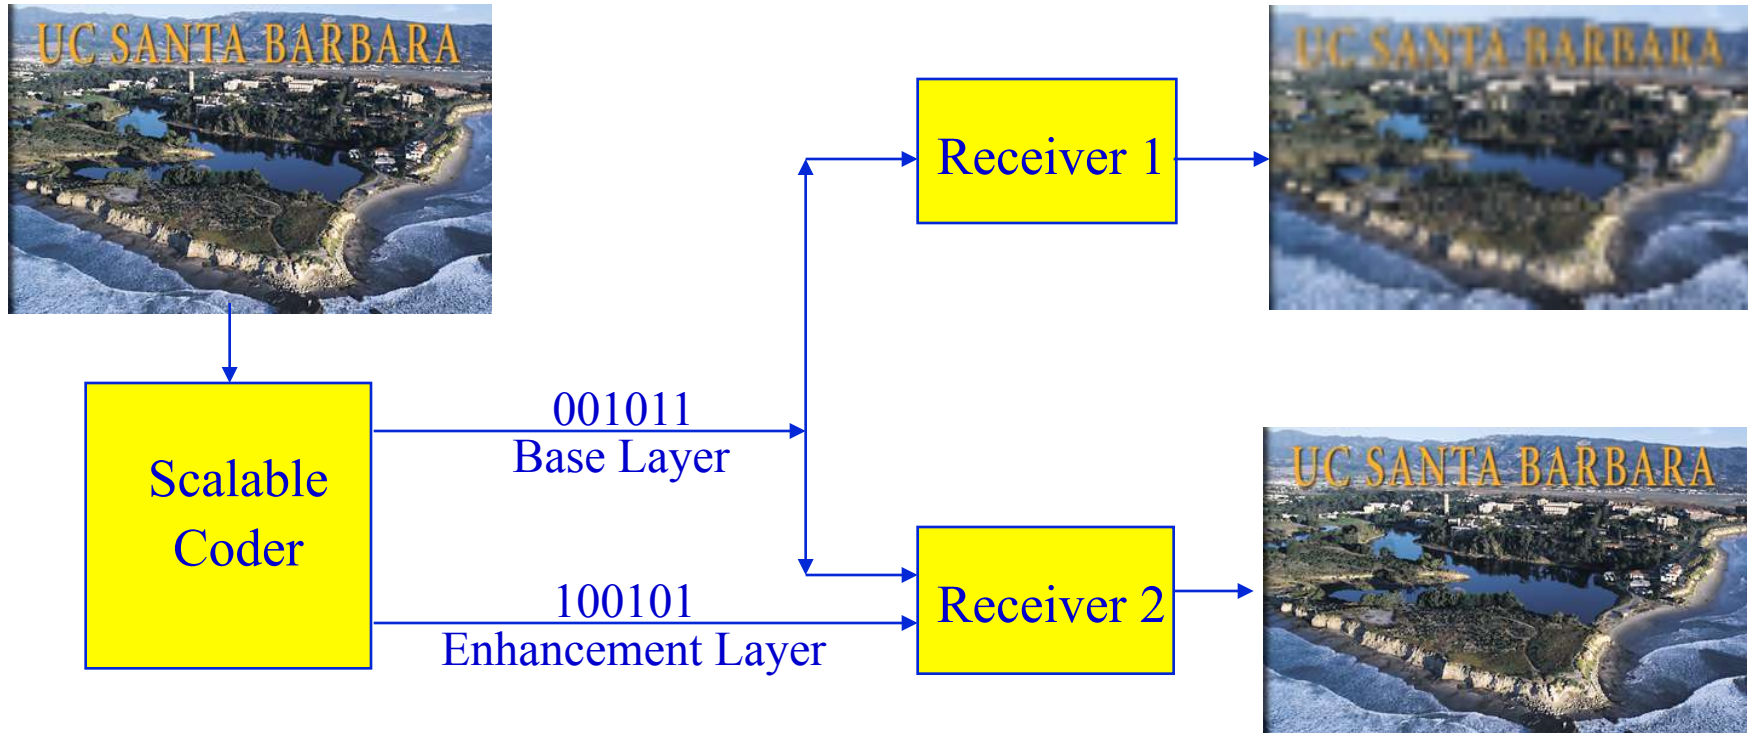 UC SANTA BARBARA
UC SANTA BARBARA
Receiver 1
001011
Base Layer
Scalable
Coder
UC SANTA BARBARA
100101
Enhancement Layer
Receiver 2